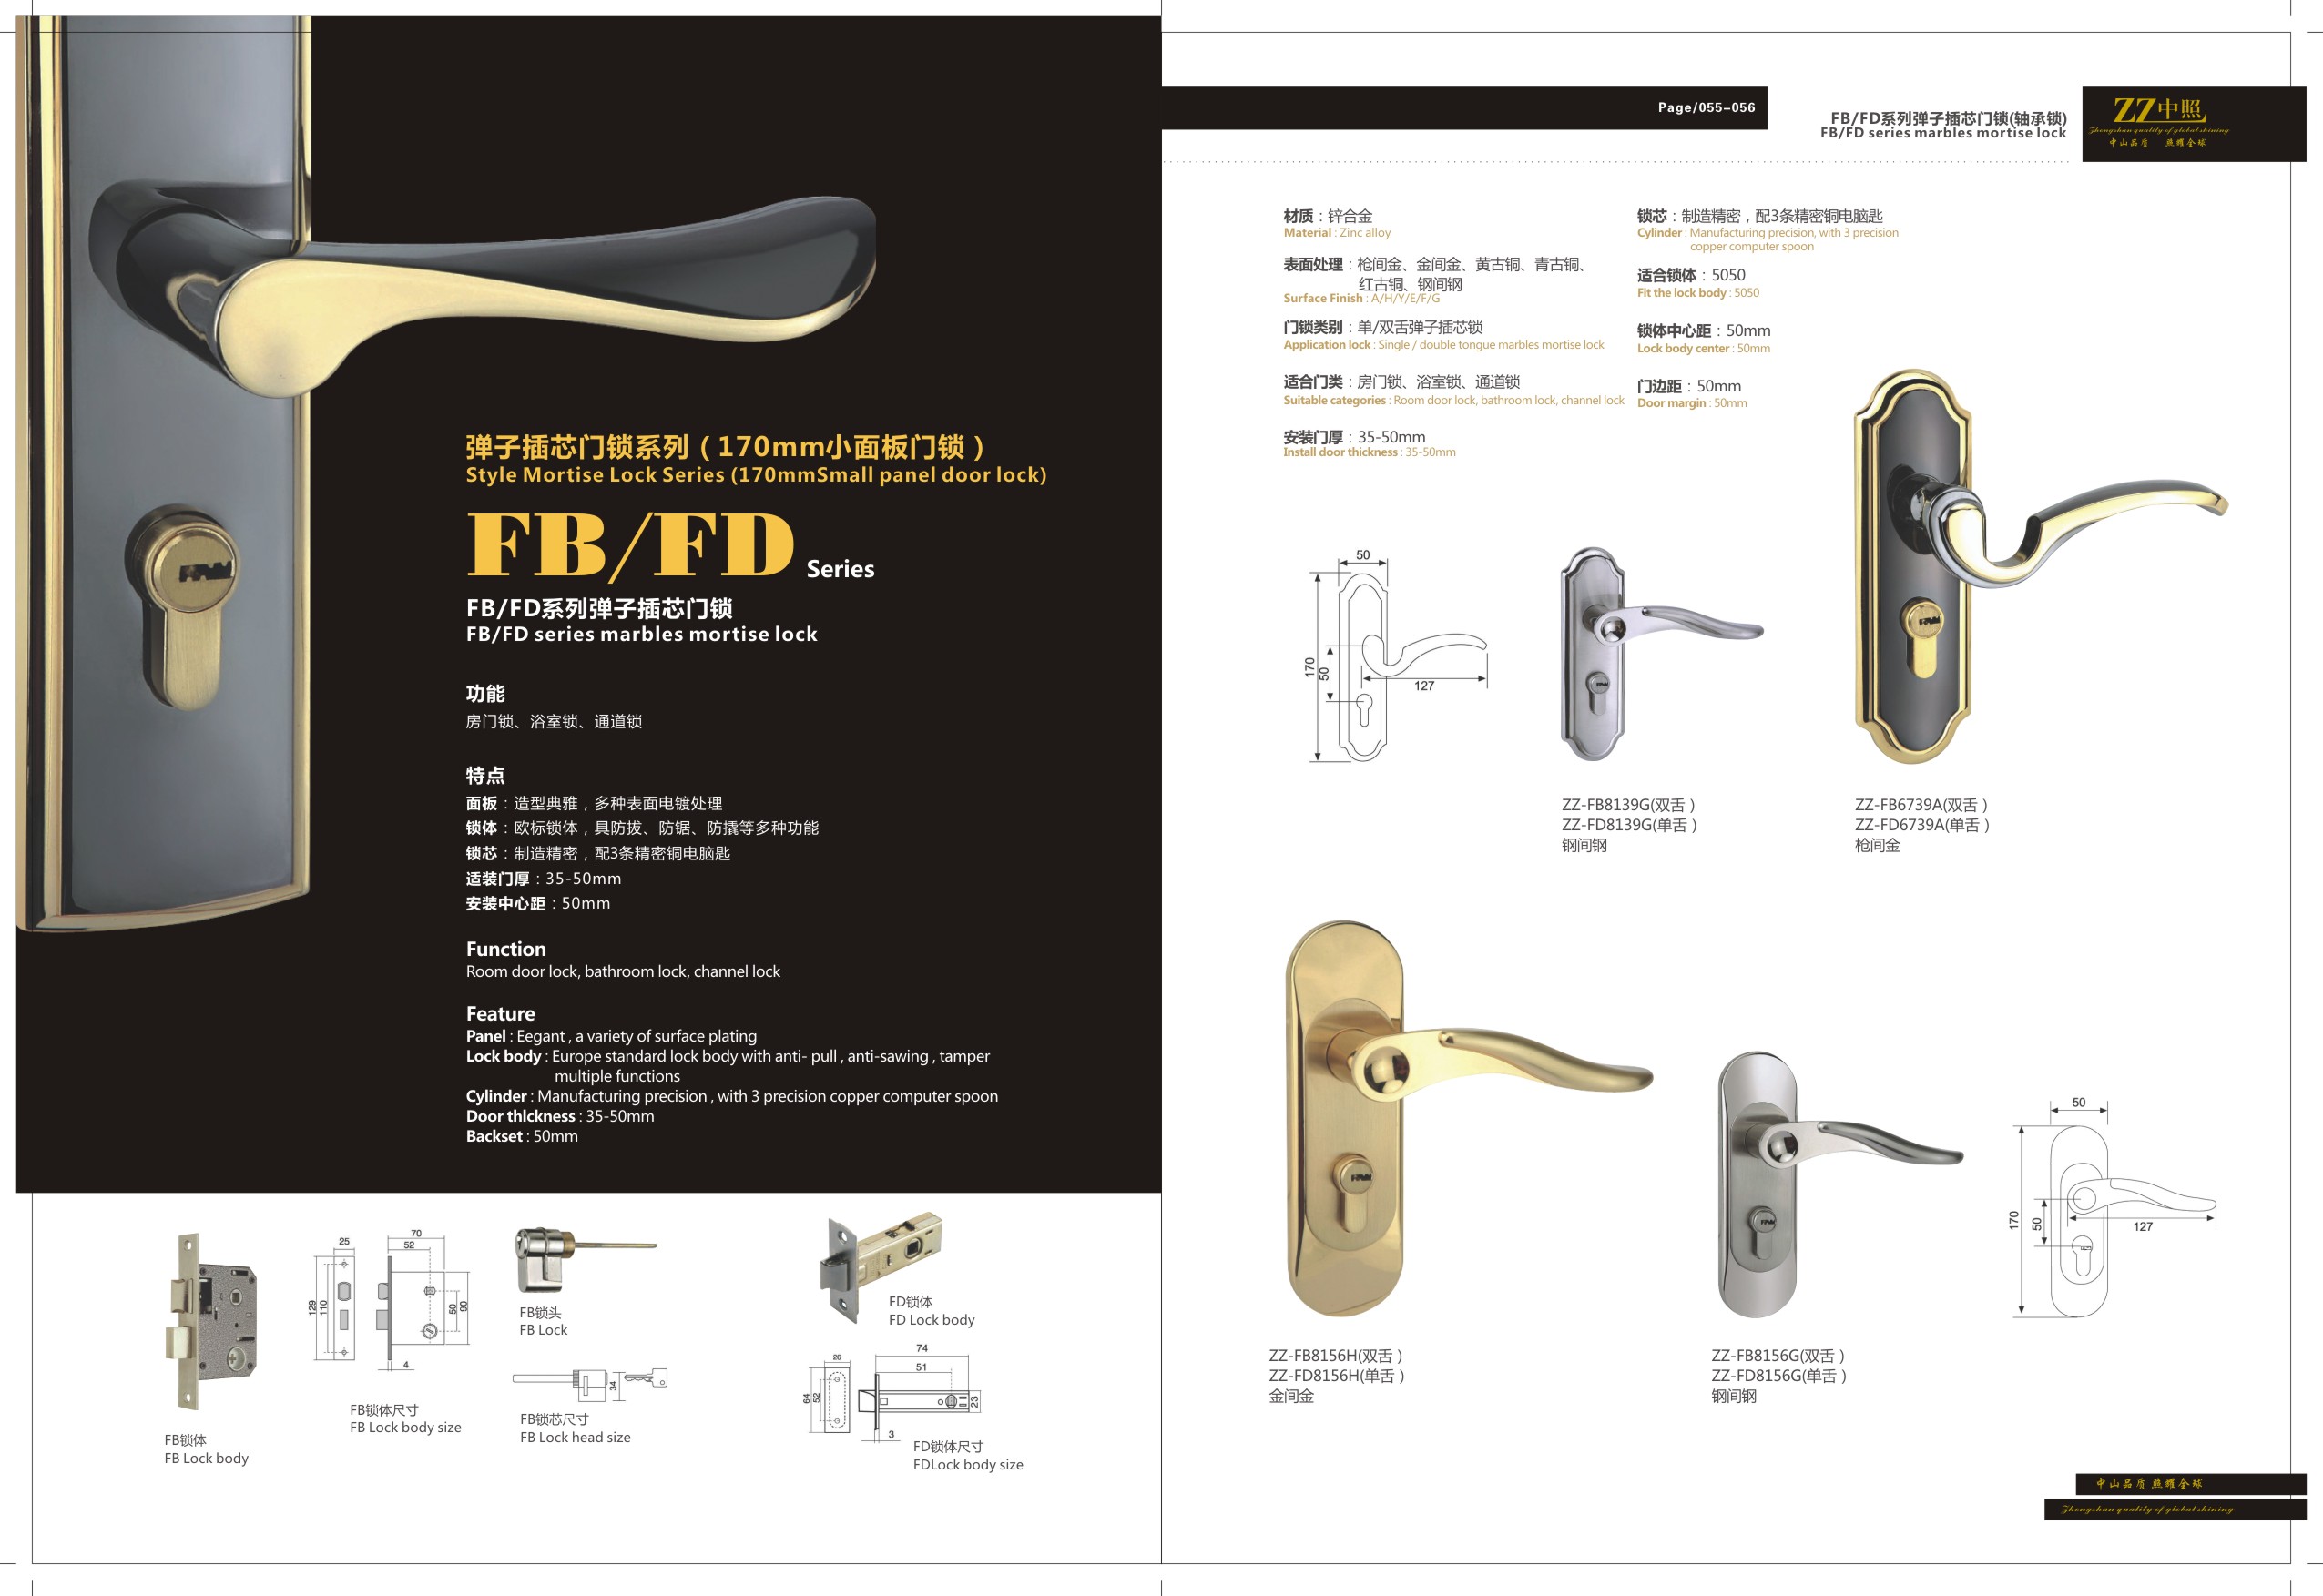 弹子插芯门锁系列（170mm小面板门锁）
Style Mortise Lock Series (170mmSmall panel door lock)
FB/FD Series
FB/FD系列弹子插芯门锁
FB/FD series marbles mortise lock
功能
房门锁、浴室锁、通道锁
特点
面板：造型典雅，多种表面电镀处理
锁体：欧标锁体，具防拔、防锯、防撬等多种功能
锁芯：制造精密，配3条精密铜电脑匙
适装门厚：35-50mm
安装中心距：50mm
Function
Room door lock, bathroom lock, channel lock
Feature
Panel : Eegant , a variety of surface plating
Lock body : Europe standard lock body with anti- pull , anti-sawing , tamper
multiple functions
Cylinder : Manufacturing precision , with 3 precision copper computer spoon
Door thlckness : 35-50mm
Backset : 50mm
FB锁体
FB Lock body
25
129
110
70
52
50
90
4
FB锁体尺寸
FB Lock body size
FB锁头
FB Lock
34
FB锁芯尺寸
FB Lock head size
FD锁体
FD Lock body
26
64
52
74
51
23
3
FD锁体尺寸
FDLock body size
Page/055-056
FB/FD系列弹子插芯门锁(轴承锁)
FB/FD series marbles mortise lock
ZZ中照
Zhongshan quality of global shining
中山品质 照耀全球
材质：锌合金
Material : Zinc alloy
表面处理：枪间金、金间金、黄古铜、青古铜、
红古铜、钢间钢
Surface Finish : A/H/Y/E/F/G
门锁类别：单/双舌弹子插芯锁
Application lock : Single / double tongue marbles mortise lock
适合门类：房门锁、浴室锁、通道锁
Suitable categories : Room door lock, bathroom lock, channel lock
安装门厚：35-50mm
Install door thickness : 35-50mm
锁芯：制造精密，配3条精密铜电脑匙
Cylinder : Manufacturing precision, with 3 precision
copper computer spoon
适合锁体：5050
Fit the lock body : 5050
锁体中心距：50mm
Lock body center : 50mm
门边距：50mm
Door margin : 50mm
50
170
50
127
ZZ-FB8139G(双舌）
ZZ-FD8139G(单舌）
钢间钢
ZZ-FB6739A(双舌）
ZZ-FD6739A(单舌）
枪间金
ZZ-FB8156H(双舌）
ZZ-FD8156H(单舌）
金间金
ZZ-FB8156G(双舌）
ZZ-FD8156G(单舌）
钢间钢
50
170
50
127
中山品质 照耀全球
Zhongshan quality of global shining